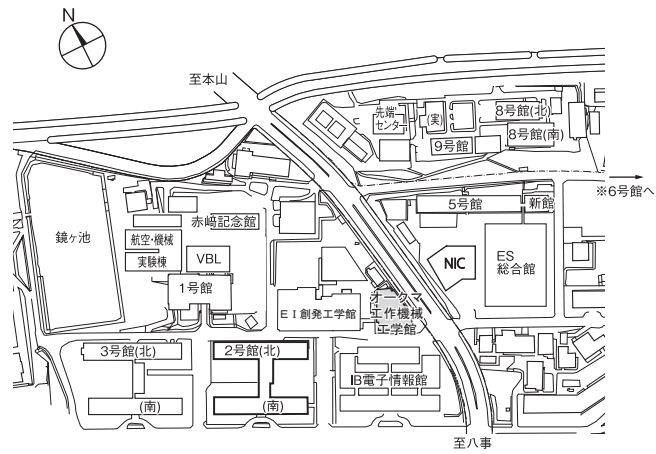 N
至本山
先端
センター
(実)
8号館(北)
8号館(南)
9号館
※6号館へ
5号館
新館
赤﨑記念館
鏡ヶ池
航空・機械
実験棟
VBL
1号館
NIC
ES
総合館
EI創発工学館
オークマ
工作機械
工学館
3号館(北)
2号館(北)
IB電子情報館
(南)
(南)
至八事